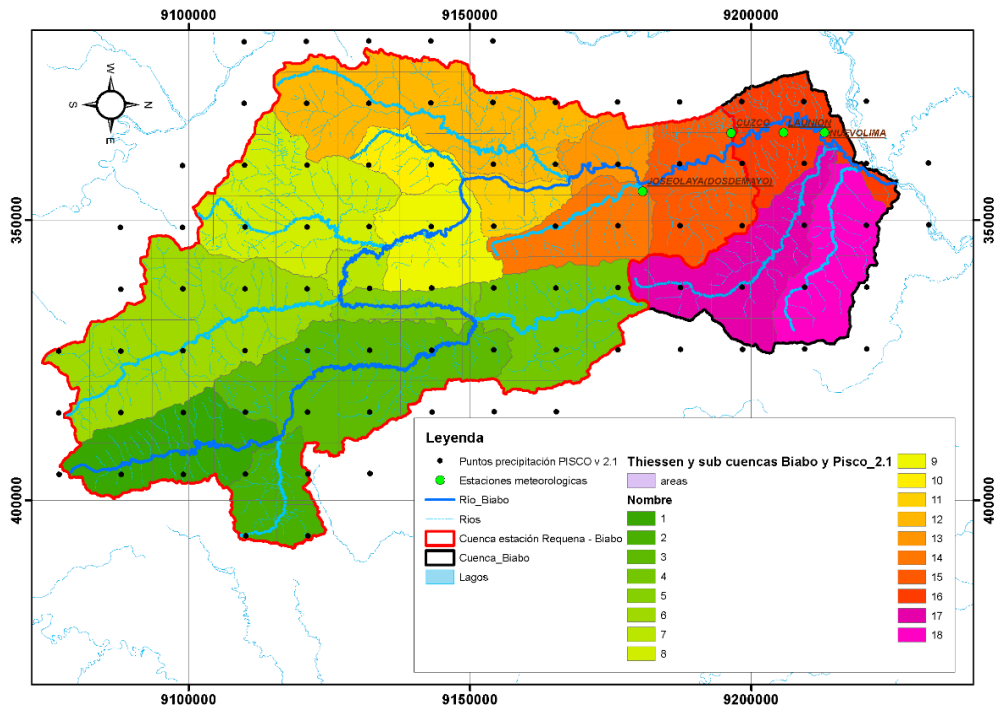 9100000
9150000
9200000
W
S
N
E
CUZCO
LAUNION
NUEVOLIMA
JOSEOLAYA(DOSDEMAYO)
350000
350000
400000
400000
Leyenda
Puntos precipitación PISCO v 2.1
Estaciones meteorologicas
Rio_Biabo
Rios
Cuenca estación Requena - Biabo
Cuenca_Biabo
Lagos
Thiessen y sub cuencas Biabo y Pisco_2.1
areas
Nombre
1
2
3
4
5
6
7
8
9
10
11
12
13
14
15
16
17
18
9100000
9150000
9200000